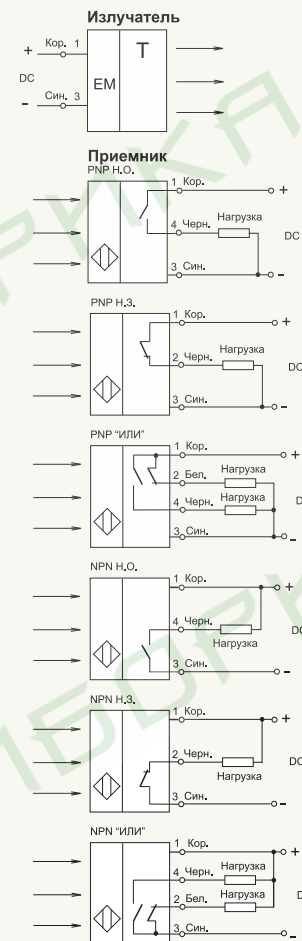 Излучатель
+ Кор. 1
T
DC
EM
- Син. 3
Приемник
PNP Н.О.
1 Кор. +
4 Черн. Нагрузка
DC
3 Син. -
PNP Н.З.
1 Кор. +
2 Черн. Нагрузка
DC
3 Син. -
PNP "ИЛИ"
1 Кор. +
2 Бел. Нагрузка
4 Черн. Нагрузка
D
3 Син. -
NPN Н.О.
1 Кор. +
4 Черн.
DC
Нагрузка
3 Син. -
NPN Н.З.
1 Кор. +
2 Черн.
DC
Нагрузка
3 Син. -
NPN "ИЛИ"
1 Кор. +
4 Черн. Нагрузка
2 Бел. Нагрузка
D
3 Син. -